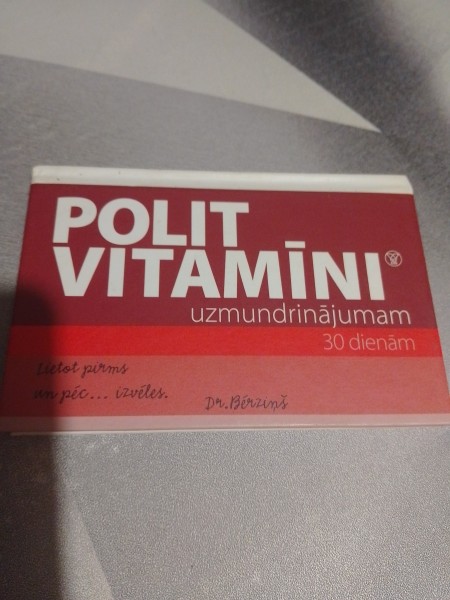 POLIT
VITAMĪNI®
uzmundrinājumam
30 dienām
Lietot pirms
un pēc... izvēles.
Dr. Bērziņš